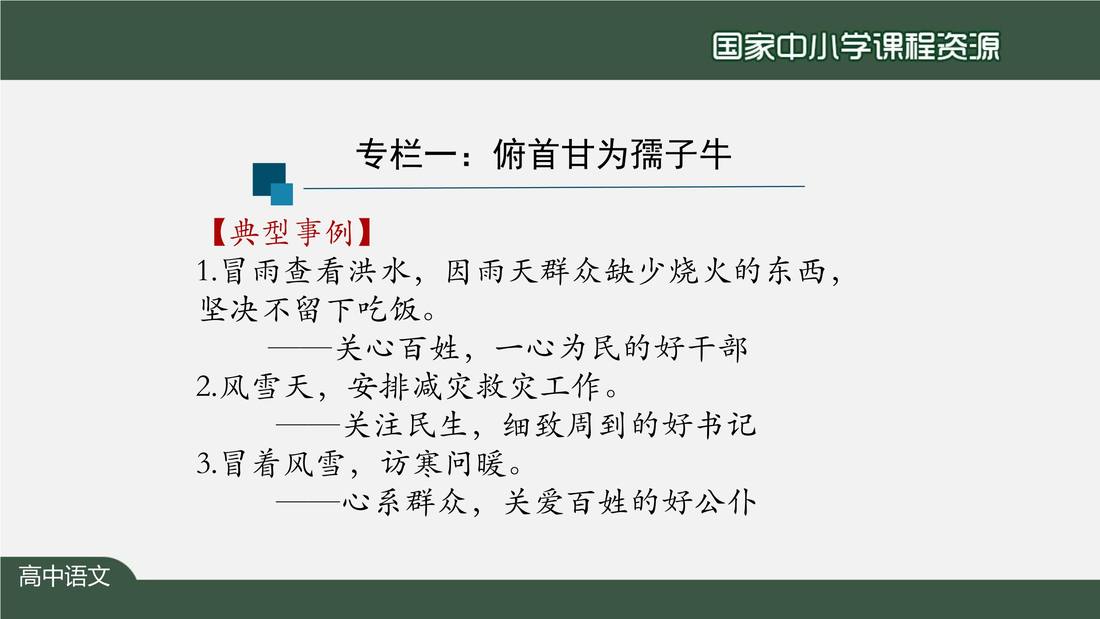 国家中小学课程资源
专栏一：俯首甘为孺子牛
【典型事例】
1.冒雨查看洪水，因雨天群众缺少烧火的东西，
坚决不留下吃饭。
——关心百姓，一心为民的好干部
2.风雪天，安排减灾救灾工作。
——关注民生，细致周到的好书记
3.冒着风雪，访寒问暖。
——心系群众，关爱百姓的好公仆
高中语文